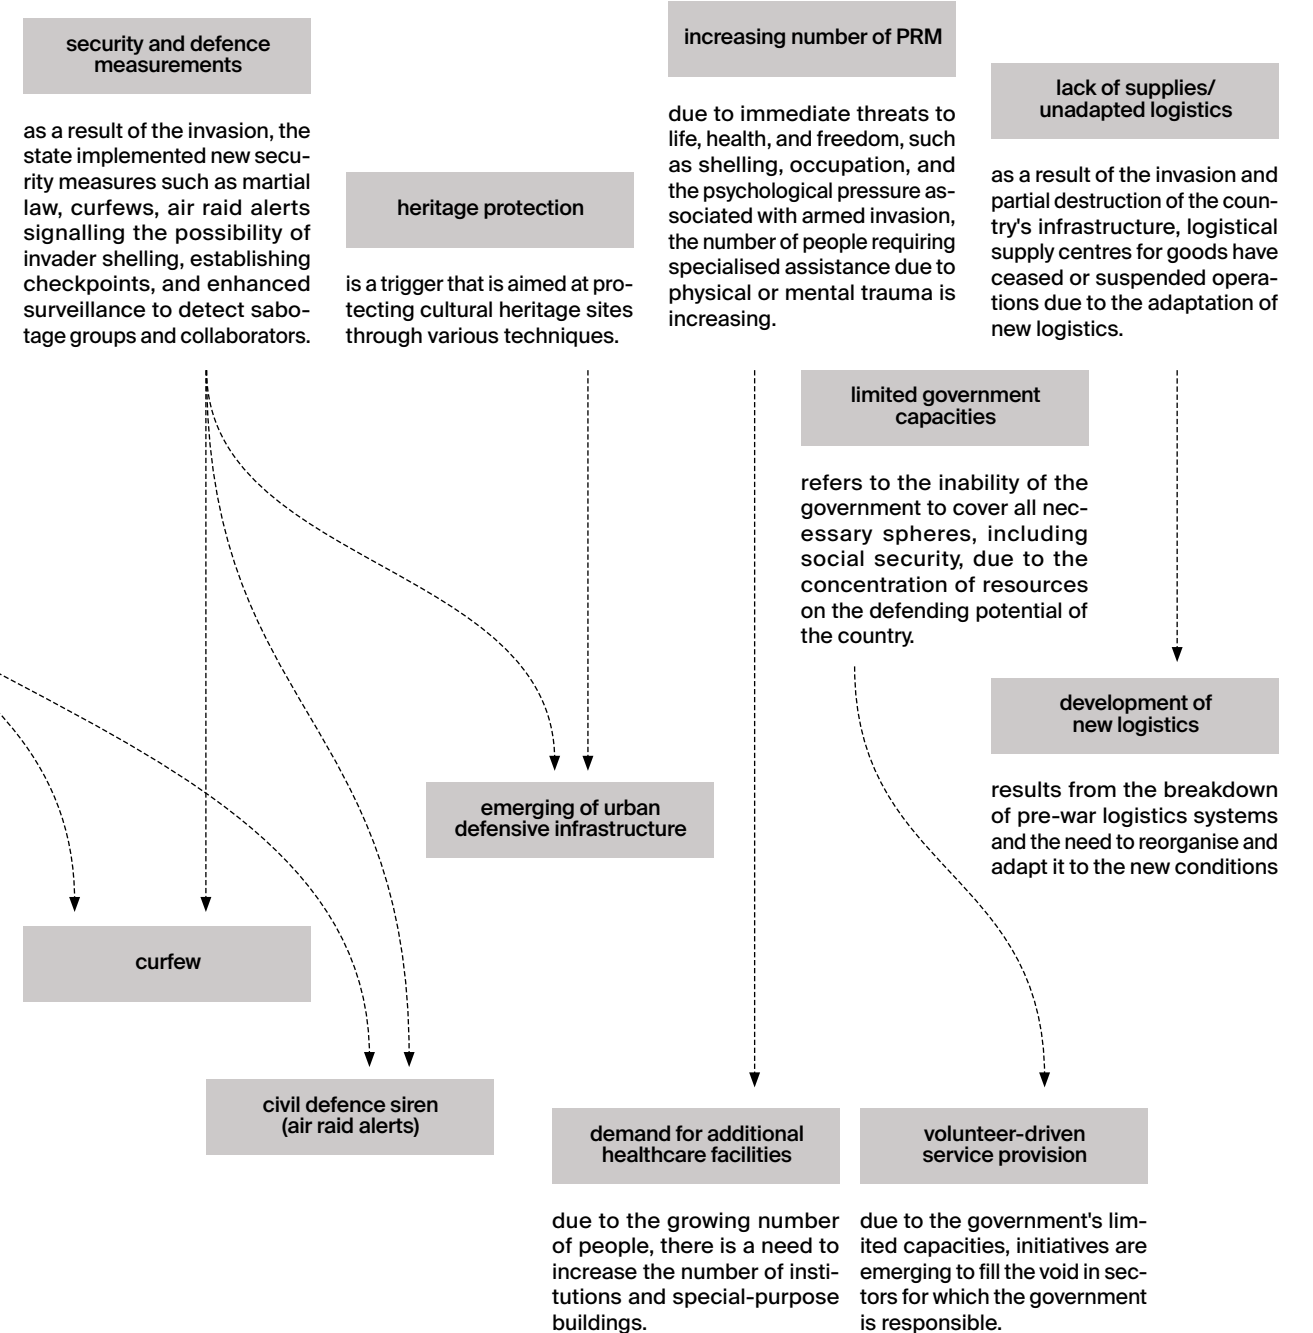 security and defence
measurements
as a result of the invasion, the
state implemented new secu-
rity measures such as martial
law, curfews, air raid alerts
signalling the possibility of
invader shelling, establishing
checkpoints, and enhanced
surveillance to detect sabo-
tage groups and collaborators.
heritage protection
is a trigger that is aimed at pro-
tecting cultural heritage sites
through various techniques.
increasing number of PRM
due to immediate threats to
life, health, and freedom, such
as shelling, occupation, and
the psychological pressure as-
sociated with armed invasion,
the number of people requiring
specialised assistance due to
physical or mental trauma is
increasing.
lack of supplies/
unadapted logistics
as a result of the invasion and
partial destruction of the coun-
try's infrastructure, logistical
supply centres for goods have
ceased or suspended opera-
tions due to the adaptation of
new logistics.
limited government
capacities
refers to the inability of the
government to cover all nec-
essary spheres, including
social security, due to the
concentration of resources
on the defending potential of
the country.
development of
new logistics
results from the breakdown
of pre-war logistics systems
and the need to reorganise and
adapt it to the new conditions
emerging of urban
defensive infrastructure
curfew
civil defence siren
(air raid alerts)
demand for additional
healthcare facilities
due to the growing number
of people, there is a need to
increase the number of insti-
tutions and special-purpose
buildings.
volunteer-driven
service provision
due to the government's lim-
ited capacities, initiatives are
emerging to fill the void in sec-
tors for which the government
is responsible.